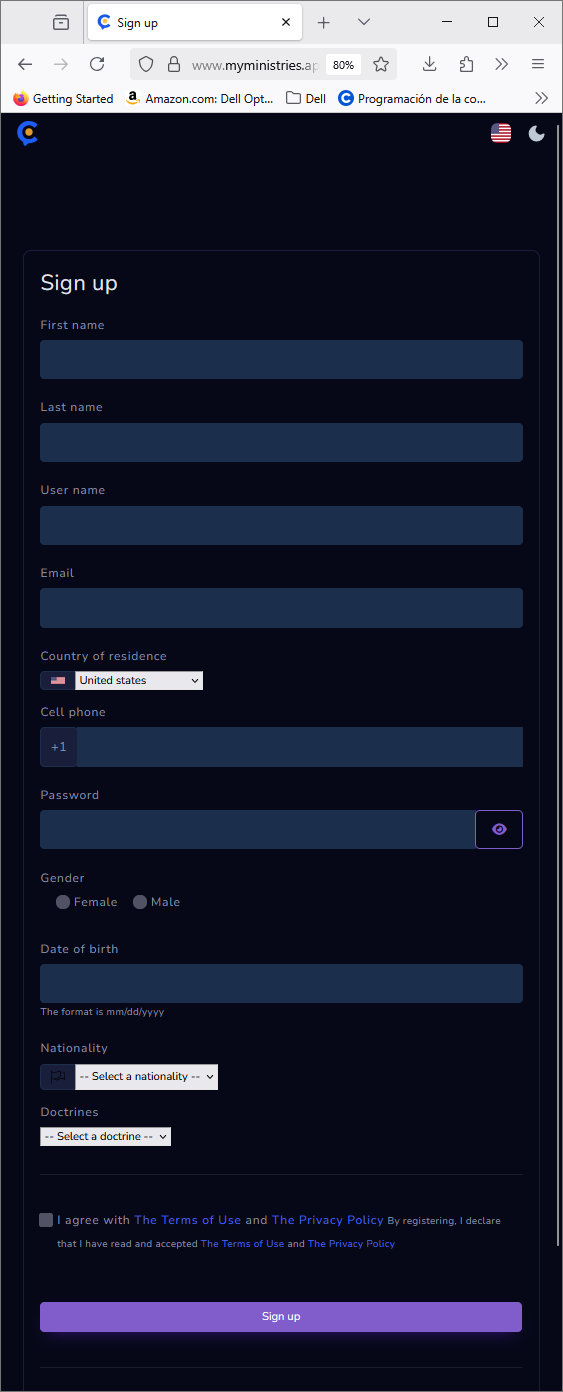 Sign up
www.myministries.ap
80%
Getting Started
Amazon.com: Dell Opt...
Dell
Programación de la co...
Sign up
First name
Last name
User name
Email
Country of residence
United states
Cell phone
+1
Password
Gender
Female Male
Date of birth
The format is mm/dd/yyyy
Nationality
-- Select a nationality --
Doctrines
-- Select a doctrine --
I agree with The Terms of Use and The Privacy Policy By registering, I declare
that I have read and accepted The Terms of Use and The Privacy Policy
Sign up